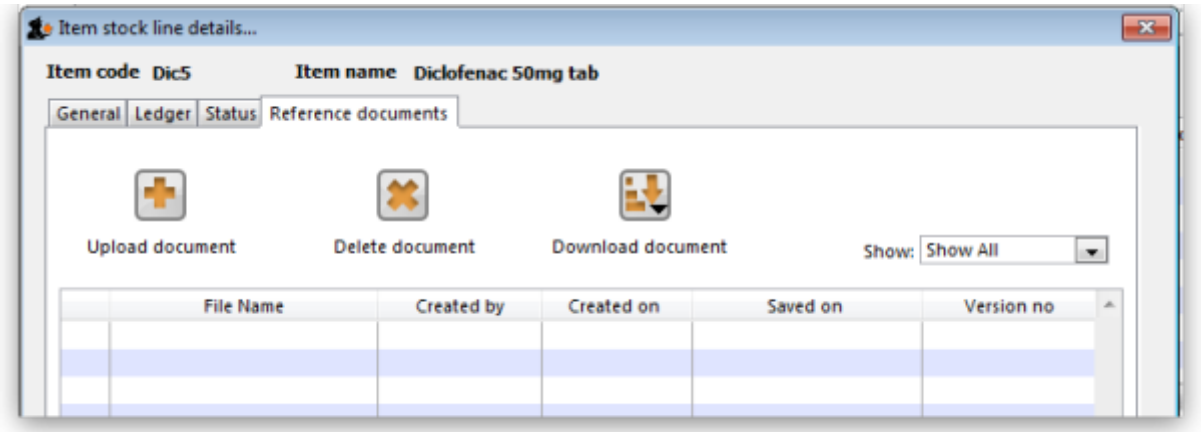 Item stock line details...
Item code Dic5 Item name Diclofenac 50mg tab
General Ledger Status Reference documents
Upload document Delete document Download document
Show: Show All
File Name Created by Created on Saved on Version no